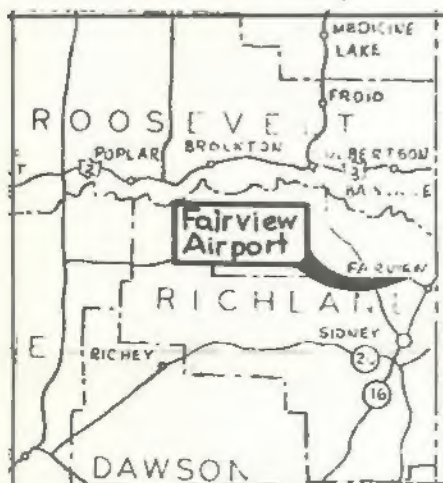 MEDICINE
LAKE
FROID
ROOSEVELT
POPLAR
BROCKTON
2
Fairview
Airport
FAIRVIEW
RICHLAND
SIDNEY
E
RICHEY
16
DAWSON